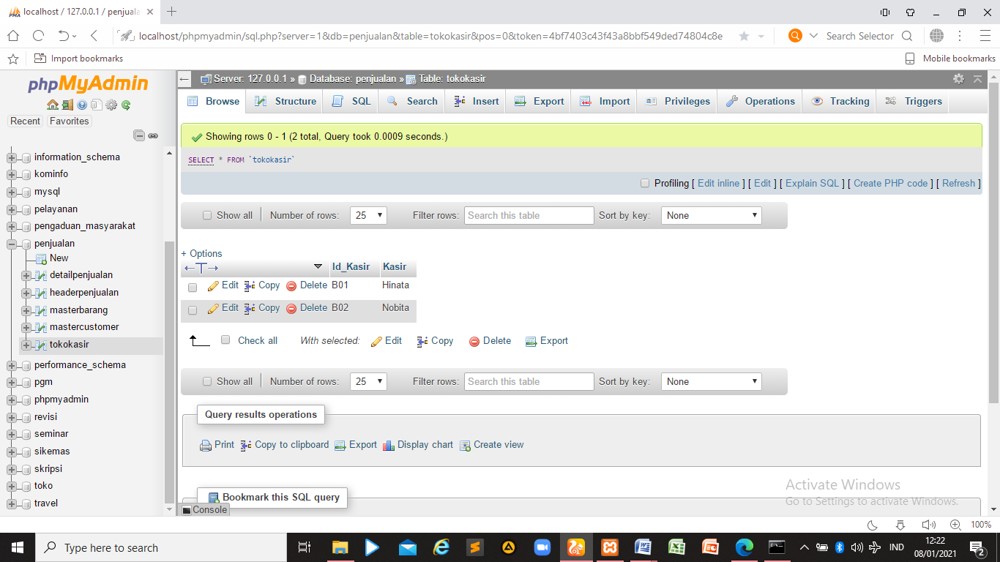 localhost / 127.0.0.1 / penjuala
localhost/phpmyadmin/sql.php?server=1&db=penjualan&table=tokokasir&pos=0&token=4bf7403c43f43a8bbf549ded74804c8e
Search Selector
Import bookmarks
Mobile bookmarks
phpMyAdmin
Recent Favorites
information_schema
kominfo
mysql
pelayanan
pengaduan_masyarakat
penjualan
New
detailpenjualan
headerpenjualan
masterbarang
mastercustomer
tokokasir
performance_schema
pgm
phpmyadmin
revisi
seminar
sikemas
skripsi
toko
travel
Server: 127.0.0.1 » Database: penjualan » Table: tokokasir
Browse Structure SQL Search Insert Export Import Privileges Operations Tracking Triggers
Showing rows 0 - 1 (2 total, Query took 0.0009 seconds.)
SELECT * FROM `tokokasir`
Profiling [ Edit inline ] [ Edit ] [ Explain SQL ] [ Create PHP code ] [ Refresh ]
Show all Number of rows: 25 Filter rows: Search this table Sort by key: None
+ Options
←T→ Id_Kasir Kasir
Edit Copy Delete B01 Hinata
Edit Copy Delete B02 Nobita
Check all With selected: Edit Copy Delete Export
Show all Number of rows: 25 Filter rows: Search this table Sort by key: None
Query results operations
Print Copy to clipboard Export Display chart Create view
Bookmark this SQL query
Console
Activate Windows
Go to Settings to activate Windows.
100%
Type here to search
IND
12:22
08/01/2021
2